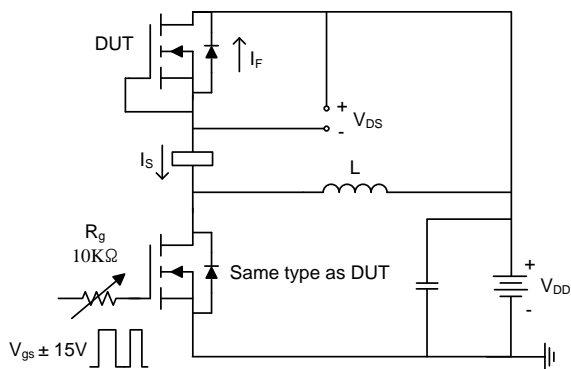 DUT
I_F
+
V_DS
-
I_S
L
R_g
10KΩ
Same type as DUT
+
V_DD
-
V_gs ± 15V